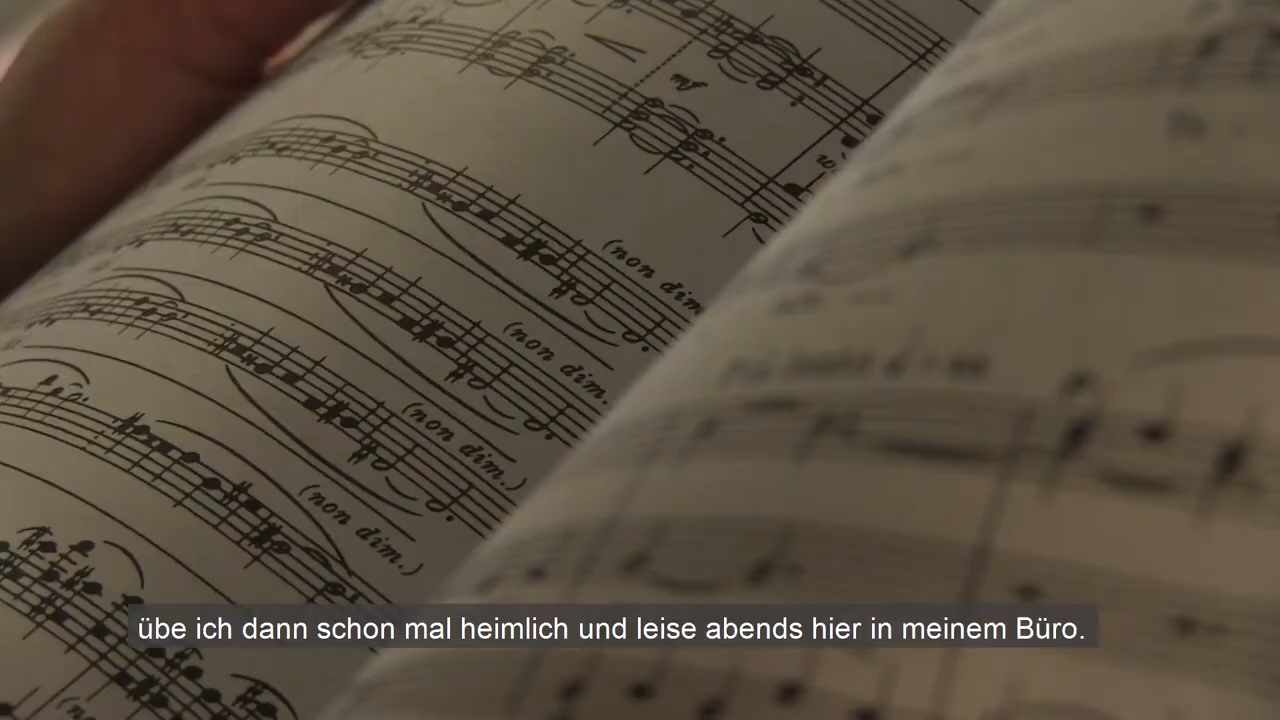 mf
(non dim.
(non dim.
(non dim.)
(non dim.)
übe ich dann schon mal heimlich und leise abends hier in meinem Büro.